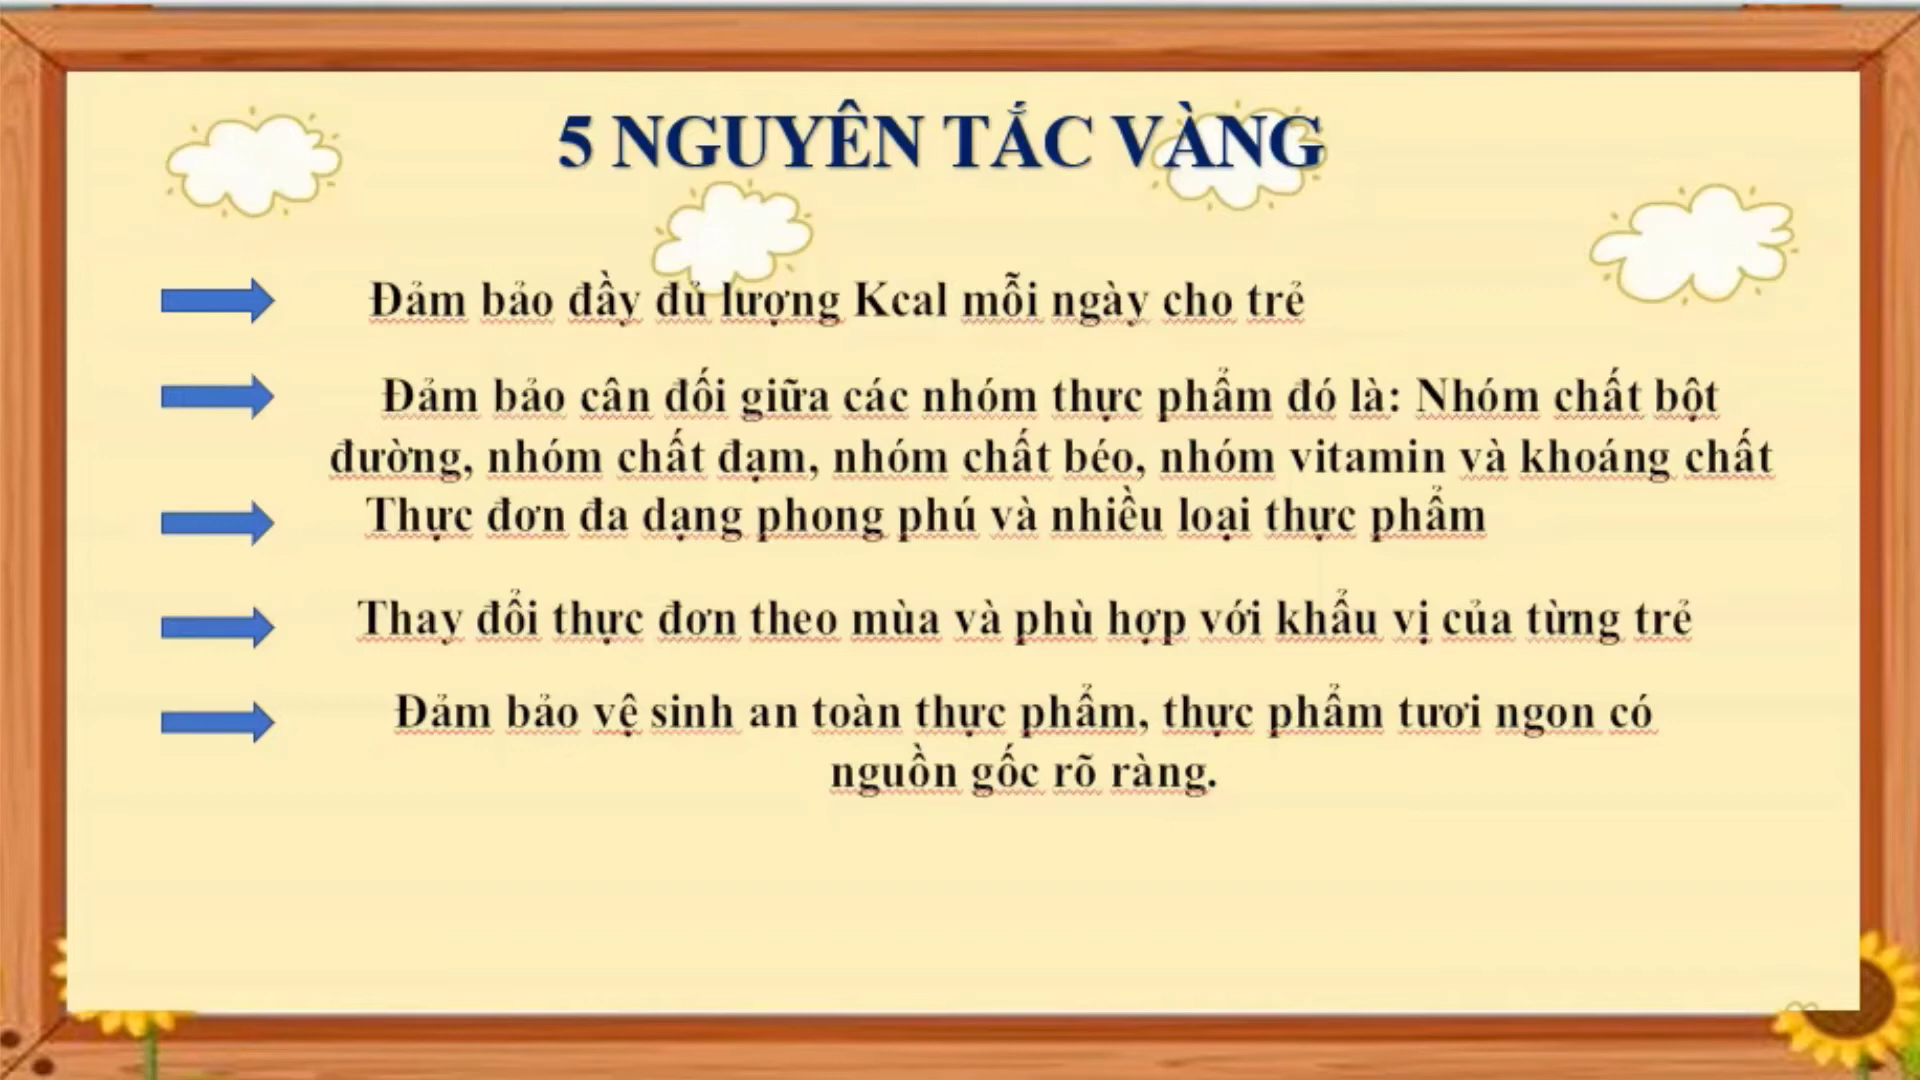 5 NGUYÊN TẮC VÀNG
Đảm bảo đầy đủ lượng Kcal mỗi ngày cho trẻ
Đảm bảo cân đối giữa các nhóm thực phẩm đó là: Nhóm chất bột
đường, nhóm chất đạm, nhóm chất béo, nhóm vitamin và khoáng chất
Thực đơn đa dạng phong phú và nhiều loại thực phẩm
Thay đổi thực đơn theo mùa và phù hợp với khẩu vị của từng trẻ
Đảm bảo vệ sinh an toàn thực phẩm, thực phẩm tươi ngon có
nguồn gốc rõ ràng.